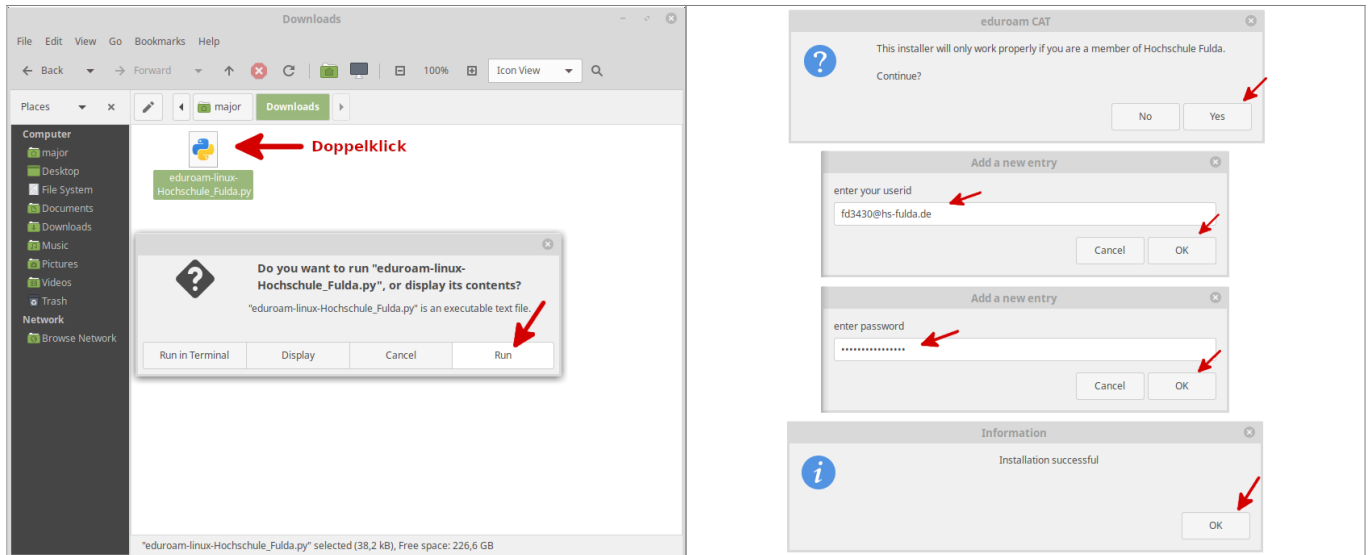 Downloads
File Edit View Go Bookmarks Help
Back Forward 100% Icon View
Places major Downloads
Computer
major
Desktop
File System
Documents
Downloads
Music
Pictures
Videos
Trash
Network
Browse Network
Doppelklick
eduroam-linux-
Hochschule_Fulda.py
Do you want to run "eduroam-linux-
Hochschule_Fulda.py", or display its contents?
"eduroam-linux-Hochschule_Fulda.py" is an executable text file.
Run in Terminal Display Cancel Run
"eduroam-linux-Hochschule_Fulda.py" selected (38,2 kB), Free space: 226,6 GB
eduroam CAT
This installer will only work properly if you are a member of Hochschule Fulda.
Continue?
No Yes
Add a new entry
enter your userid
fd3430@hs-fulda.de
Cancel OK
Add a new entry
enter password
••••••••••••••••
Cancel OK
Information
Installation successful
OK